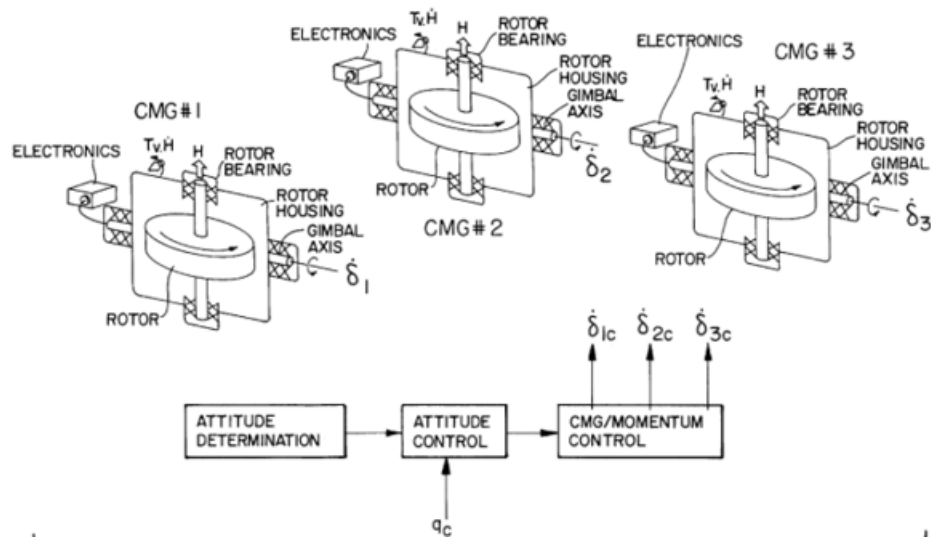 CMG#1
ELECTRONICS
Tv.Ḣ
H
ROTOR
BEARING
ROTOR
HOUSING
GIMBAL
AXIS
δ̇1
ROTOR
ELECTRONICS
Tv.Ḣ
H
ROTOR
BEARING
ROTOR
HOUSING
GIMBAL
AXIS
δ̇2
ROTOR
CMG#2
CMG#3
ELECTRONICS
Tv.Ḣ
H
ROTOR
BEARING
ROTOR
HOUSING
GIMBAL
AXIS
δ̇3
ROTOR
δ̇1c δ̇2c δ̇3c
ATTITUDE
DETERMINATION
ATTITUDE
CONTROL
CMG/MOMENTUM
CONTROL
qc